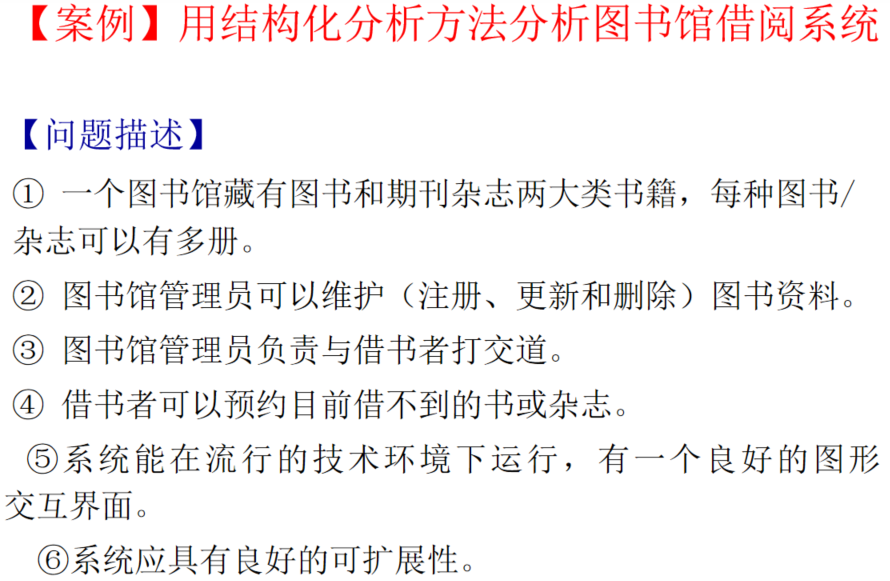 【案例】用结构化分析方法分析图书馆借阅系统
【问题描述】
① 一个图书馆藏有图书和期刊杂志两大类书籍，每种图书/
杂志可以有多册。
② 图书馆管理员可以维护（注册、更新和删除）图书资料。
③ 图书馆管理员负责与借书者打交道。
④ 借书者可以预约目前借不到的书或杂志。
⑤系统能在流行的技术环境下运行，有一个良好的图形
交互界面。
⑥系统应具有良好的可扩展性。